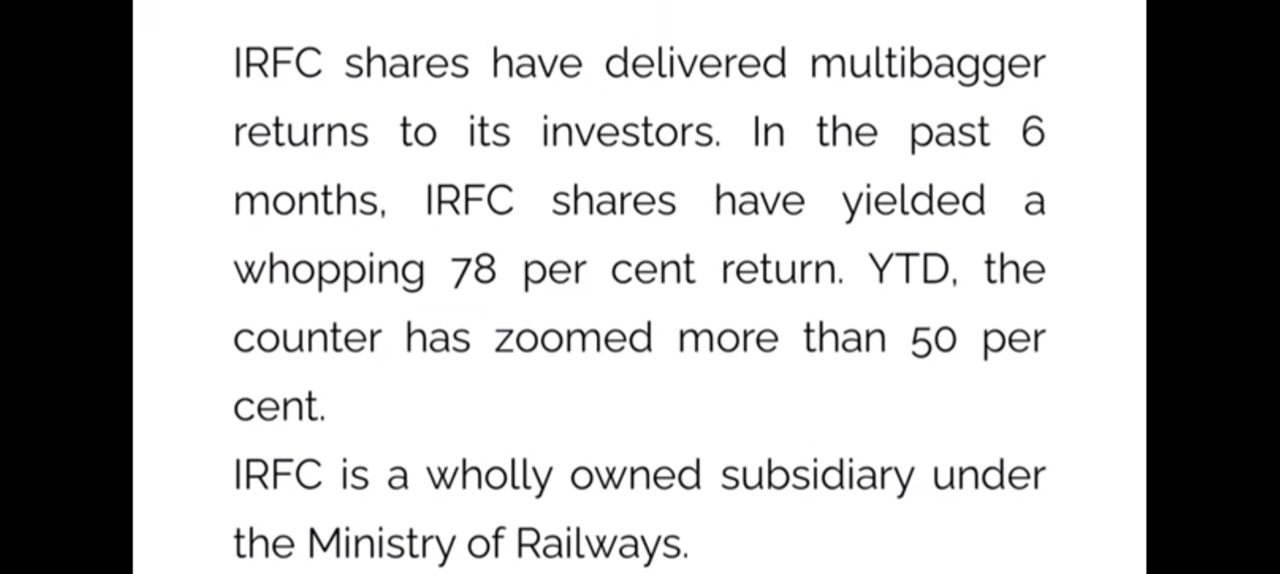 IRFC shares have delivered multibagger
returns to its investors. In the past 6
months, IRFC shares have yielded a
whopping 78 per cent return. YTD, the
counter has zoomed more than 50 per
cent.
IRFC is a wholly owned subsidiary under
the Ministry of Railways.